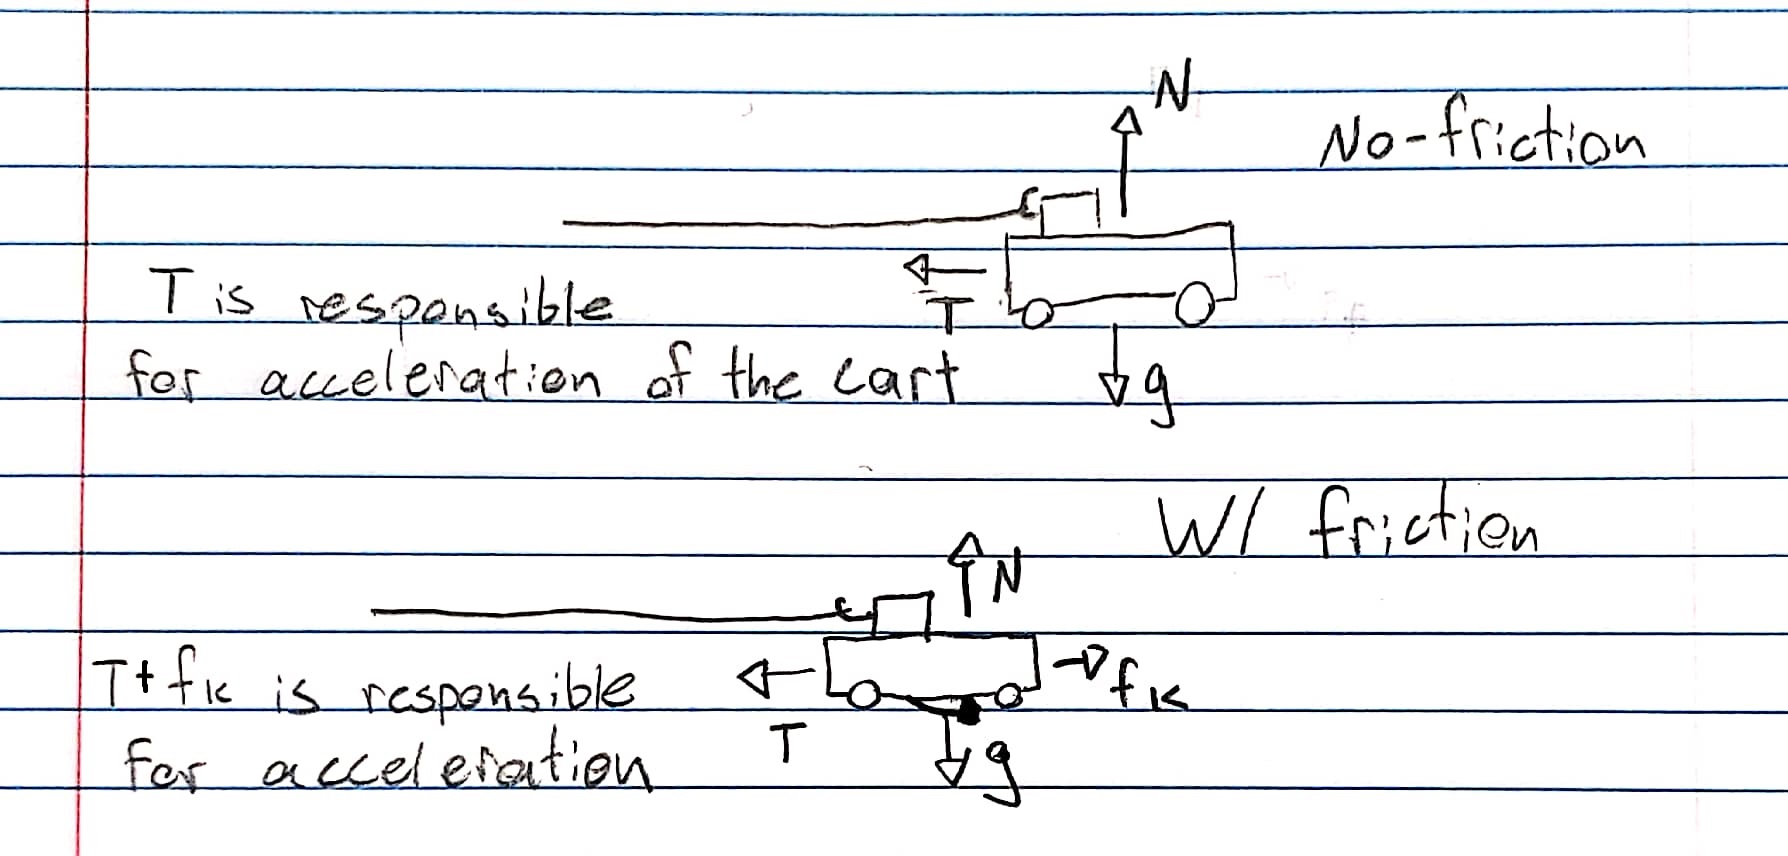 N
No-friction
T is responsible
T
for acceleration of the cart
g
W/ friction
N
T + fk is responsible
fk
T
for acceleration
g